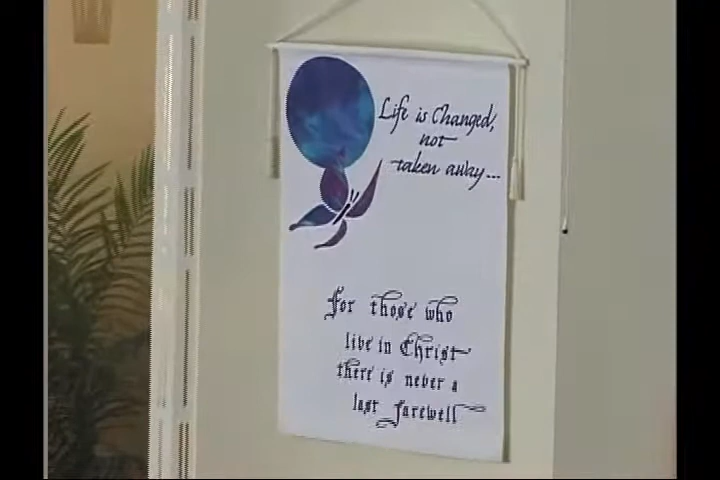 Life is Changed,
not
taken away...
For those who
live in Christ
there is never a
last farewell